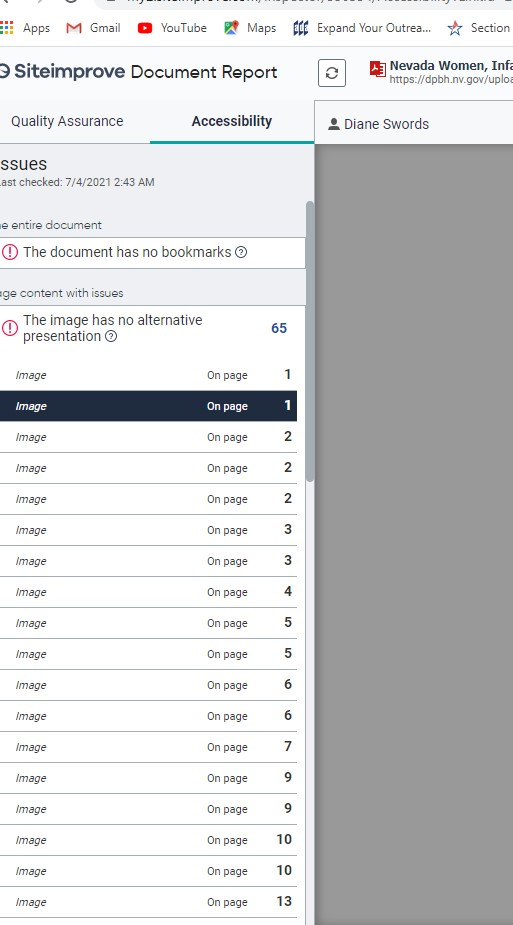 Apps Gmail YouTube Maps Expand Your Outrea... Section
Siteimprove Document Report
Nevada Women, Infa
https://dpbh.nv.gov/uploa
Quality Assurance Accessibility
Diane Swords
ssues
ast checked: 7/4/2021 2:43 AM
e entire document
The document has no bookmarks
ge content with issues
The image has no alternative 65
presentation
Image On page 1
Image On page 1
Image On page 2
Image On page 2
Image On page 2
Image On page 3
Image On page 3
Image On page 4
Image On page 5
Image On page 5
Image On page 6
Image On page 6
Image On page 7
Image On page 9
Image On page 9
Image On page 10
Image On page 10
Image On page 13